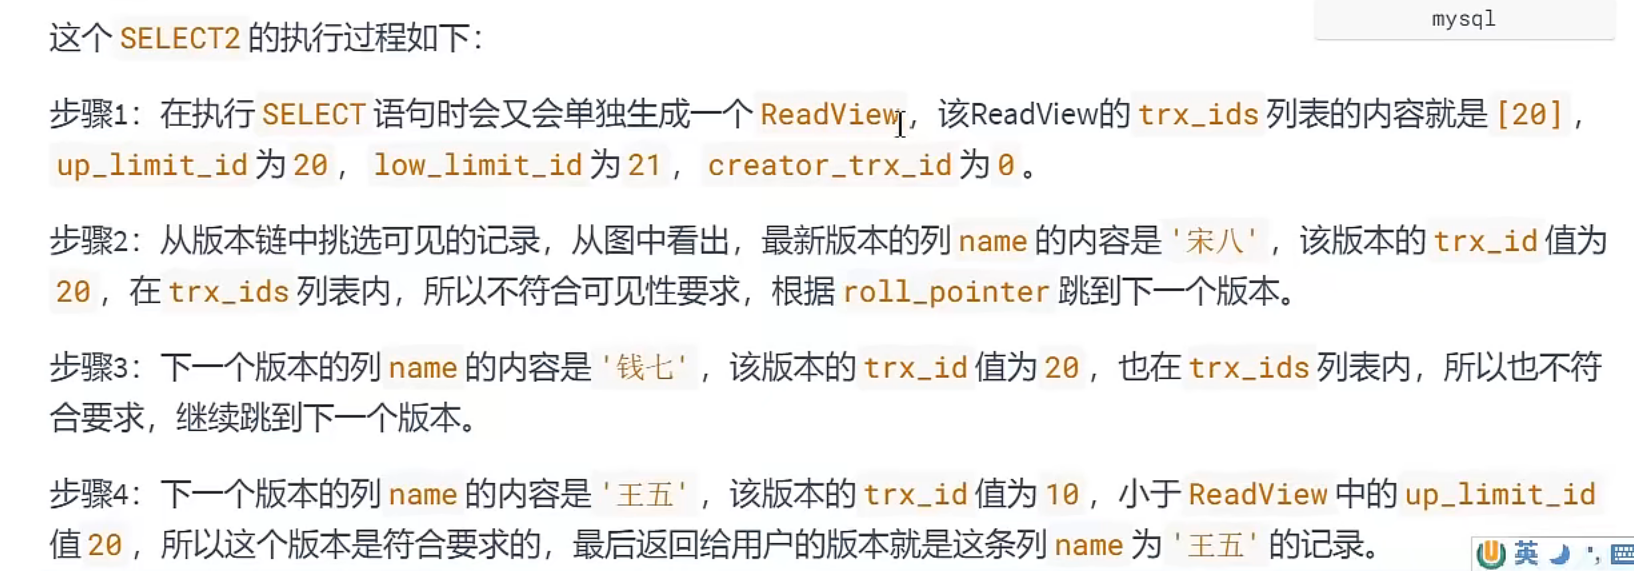 mysql
这个 SELECT2 的执行过程如下：
步骤1：在执行 SELECT 语句时会又会单独生成一个 ReadView ，该ReadView的 trx_ids 列表的内容就是 [20] ，
up_limit_id 为 20 ， low_limit_id 为 21 ， creator_trx_id 为 0 。
步骤2：从版本链中挑选可见的记录，从图中看出，最新版本的列 name 的内容是 '宋八' ，该版本的 trx_id 值为
20 ，在 trx_ids 列表内，所以不符合可见性要求，根据 roll_pointer 跳到下一个版本。
步骤3：下一个版本的列 name 的内容是 '钱七' ，该版本的 trx_id 值为 20 ，也在 trx_ids 列表内，所以也不符
合要求，继续跳到下一个版本。
步骤4：下一个版本的列 name 的内容是 '王五' ，该版本的 trx_id 值为 10 ，小于 ReadView 中的 up_limit_id
值 20 ，所以这个版本是符合要求的，最后返回给用户的版本就是这条列 name 为 '王五' 的记录。
英